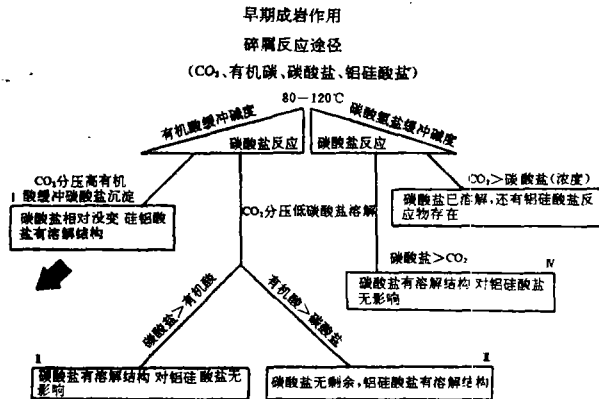 早期成岩作用
碎屑反应途径
(CO₂、有机碳、碳酸盐、铝硅酸盐)
80—120℃
有机酸缓冲碱度
碳酸氢盐缓冲碱度
碳酸盐反应
碳酸盐反应
CO₂分压高有机
酸缓冲碳酸盐沉淀
Ⅰ
碳酸盐相对没变 硅铝酸
盐有溶解结构
CO₂分压低碳酸盐溶解
CO₂>碳酸盐(浓度)
碳酸盐已溶解,还有铝硅酸盐反
应物存在
碳酸盐>CO₂
Ⅳ
碳酸盐有溶解结构 对铝硅酸盐
无影响
碳酸盐>有机酸
有机酸>碳酸盐
Ⅱ
碳酸盐有溶解结构 对铝硅酸盐无
影响
碳酸盐无剩余,铝硅酸盐有溶解结构